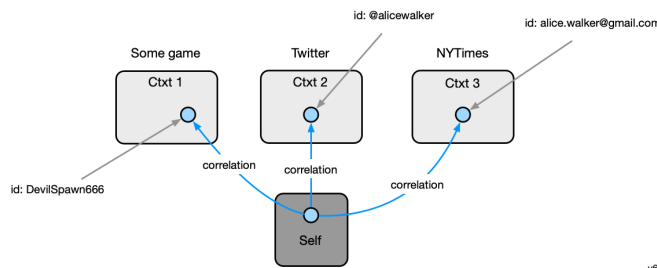 id: @alicewalker
id: alice.walker@gmail.com
Some game
Twitter
NYTimes
Ctxt 1
Ctxt 2
Ctxt 3
correlation
correlation
correlation
id: DevilSpawn666
Self